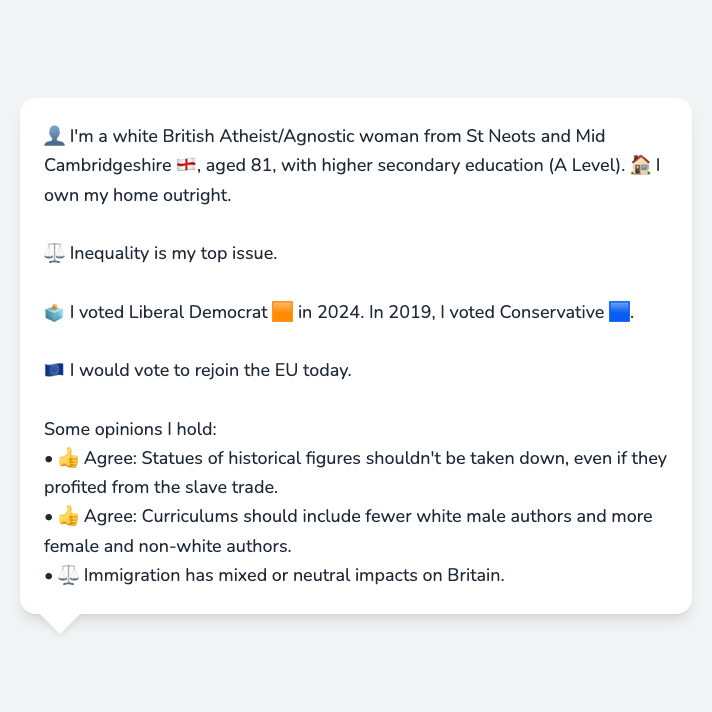 👤 I'm a white British Atheist/Agnostic woman from St Neots and Mid
Cambridgeshire 🏴󠁧󠁢󠁥󠁮󠁧󠁿, aged 81, with higher secondary education (A Level). 🏠 I
own my home outright.
⚖️ Inequality is my top issue.
🗳️ I voted Liberal Democrat 🟧 in 2024. In 2019, I voted Conservative 🟦.
🇪🇺 I would vote to rejoin the EU today.
Some opinions I hold:
• 👍 Agree: Statues of historical figures shouldn't be taken down, even if they
profited from the slave trade.
• 👍 Agree: Curriculums should include fewer white male authors and more
female and non-white authors.
• ⚖️ Immigration has mixed or neutral impacts on Britain.